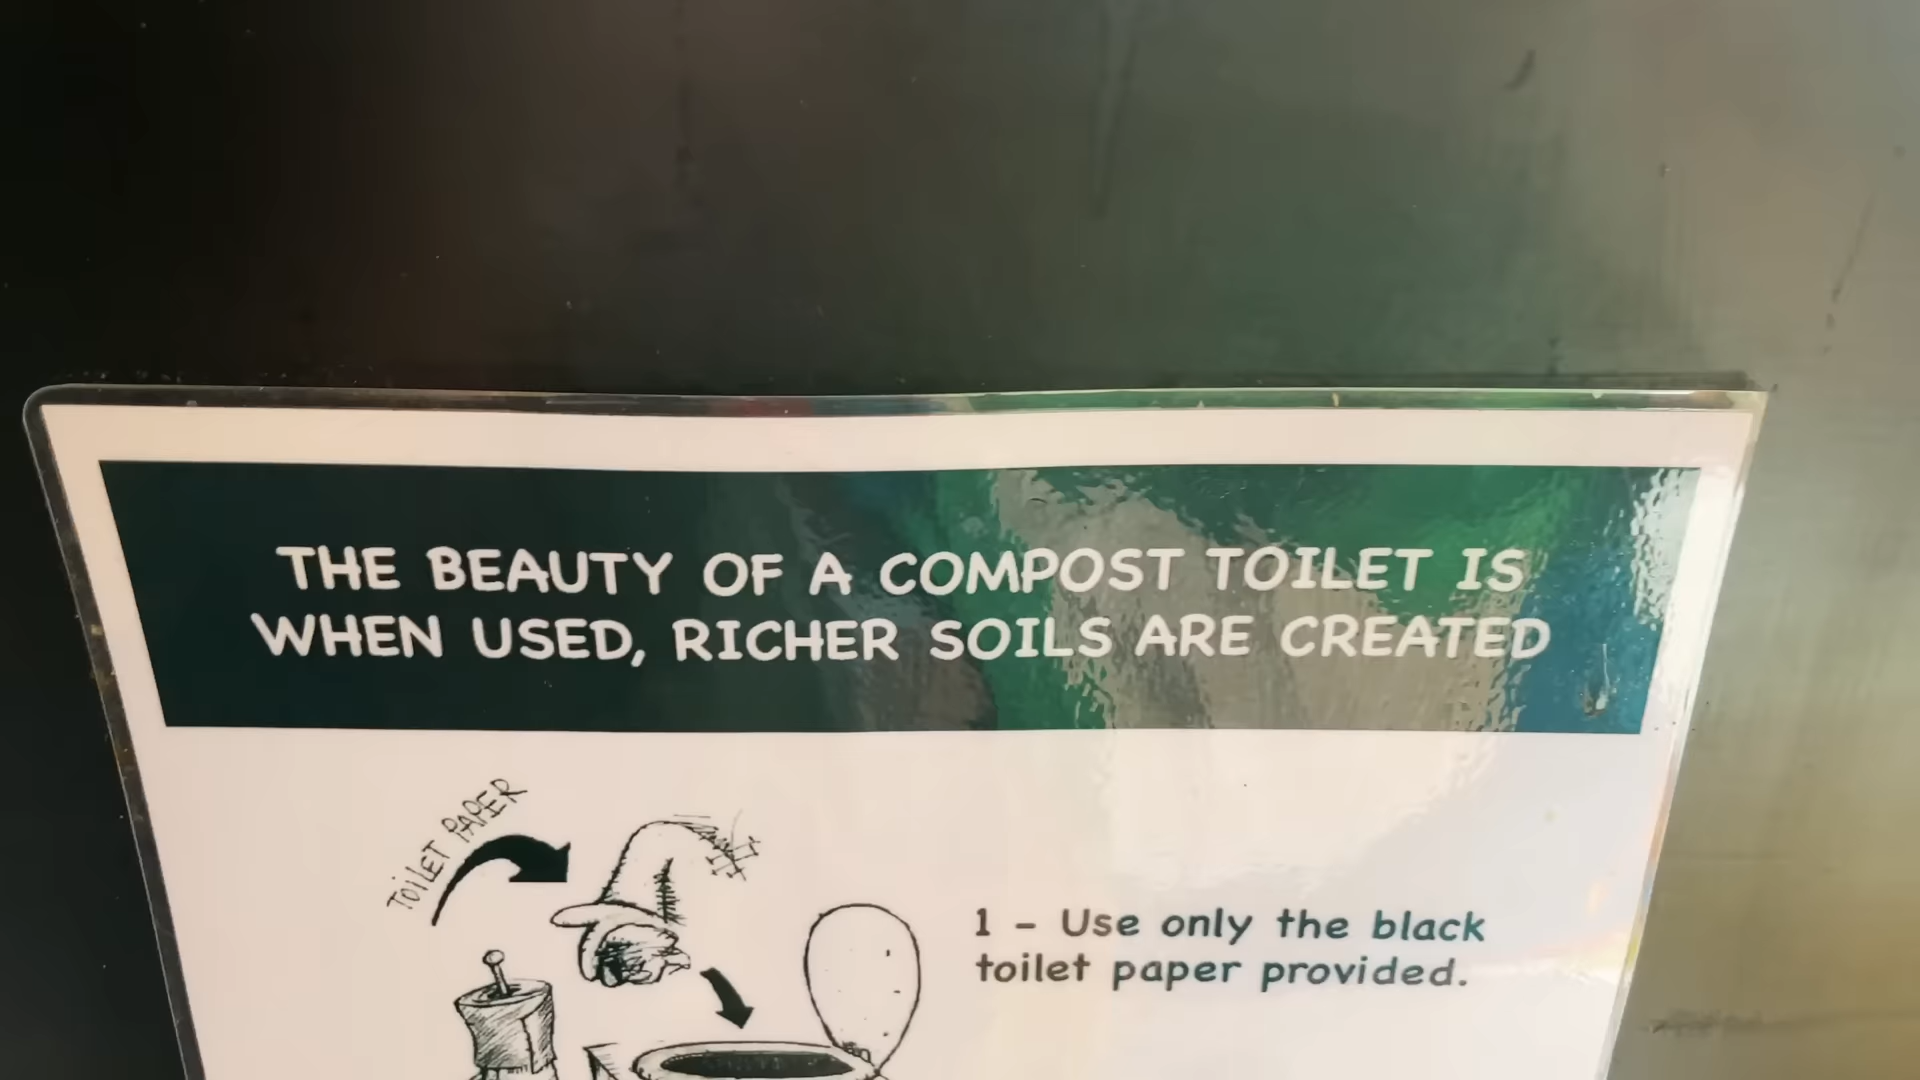 THE BEAUTY OF A COMPOST TOILET IS
WHEN USED, RICHER SOILS ARE CREATED
TOILET PAPER
1 - Use only the black
toilet paper provided.